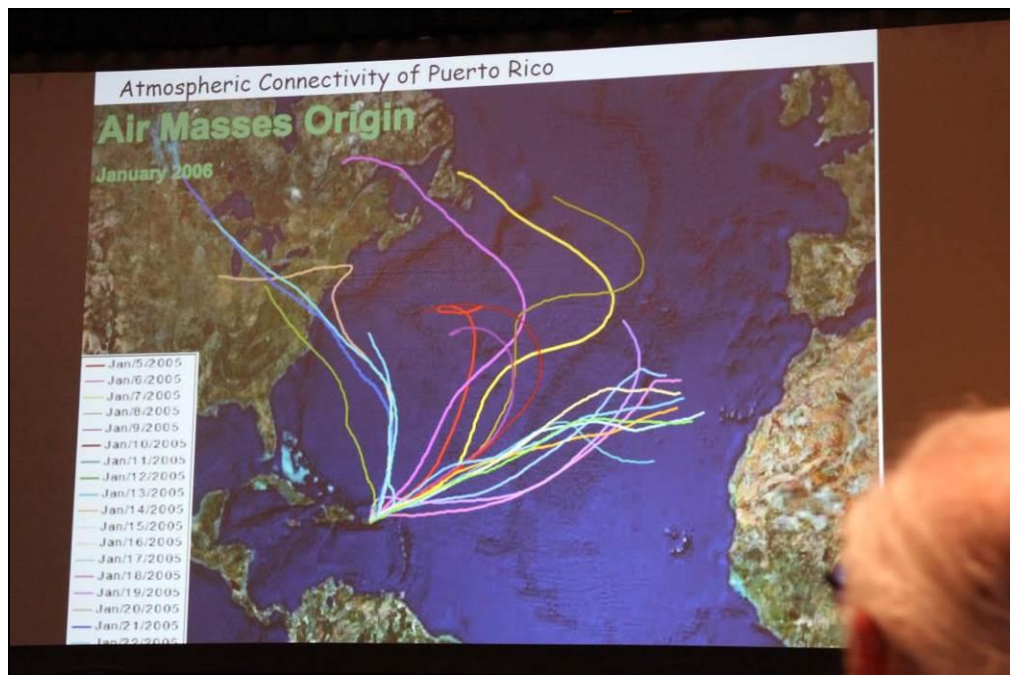 Atmospheric Connectivity of Puerto Rico
Air Masses Origin
January 2006
Jan/5/2005
Jan/6/2005
Jan/7/2005
Jan/8/2005
Jan/9/2005
Jan/10/2005
Jan/11/2005
Jan/12/2005
Jan/13/2005
Jan/14/2005
Jan/15/2005
Jan/16/2005
Jan/17/2005
Jan/18/2005
Jan/19/2005
Jan/20/2005
Jan/21/2005
Jan/22/2005